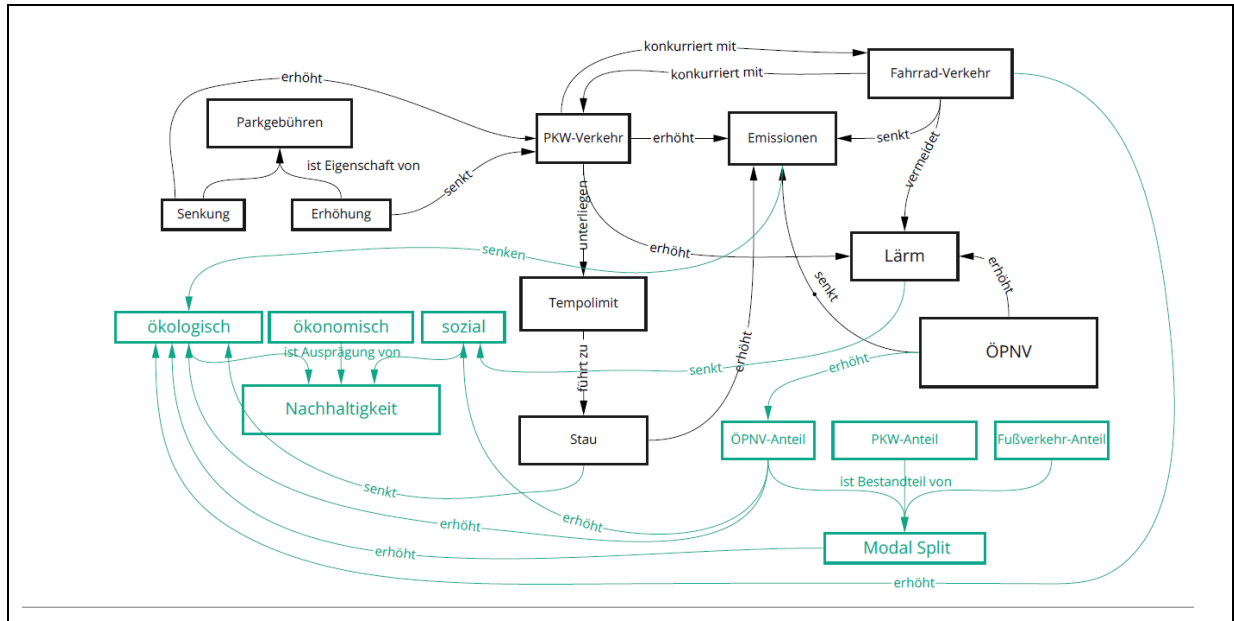 konkurriert mit
Fahrrad-Verkehr
konkurriert mit
erhöht
Parkgebühren
PKW-Verkehr
erhöht
Emissionen
senkt
vermeidet
ist Eigenschaft von
senkt
Senkung
Erhöhung
unterliegen
erhöht
Lärm
senken
erhöht
senkt
Tempolimit
ökologisch
ökonomisch
sozial
ist Ausprägung von
ÖPNV
erhöht
senkt
erhöht
führt zu
Nachhaltigkeit
Stau
ÖPNV-Anteil
PKW-Anteil
Fußverkehr-Anteil
senkt
ist Bestandteil von
erhöht
erhöht
Modal Split
erhöht
erhöht